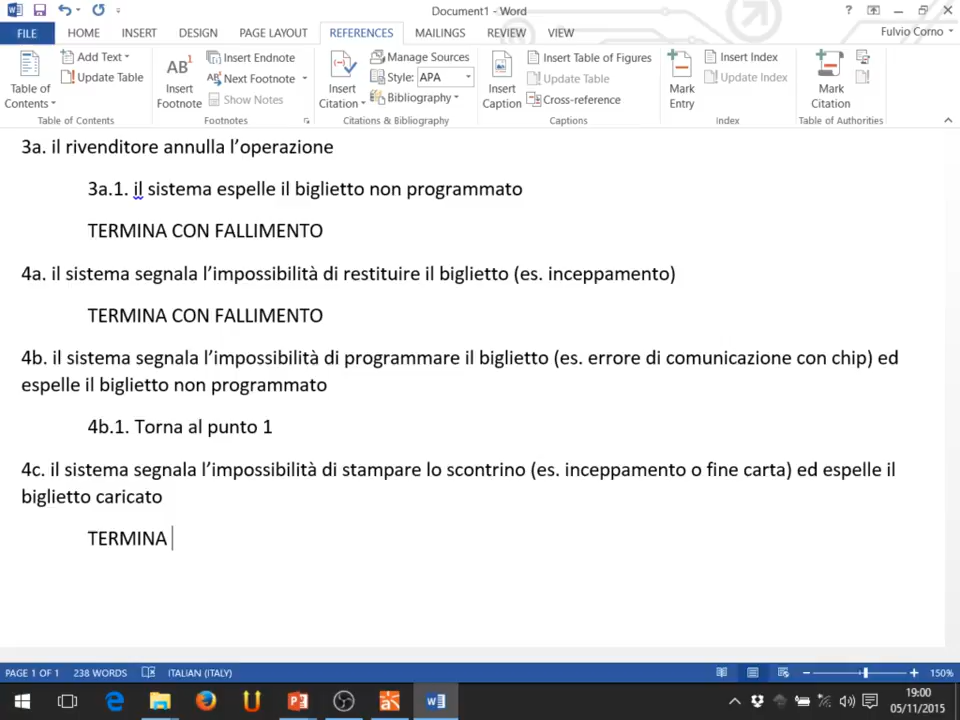 Document1 - Word
Fulvio Corno
FILE HOME INSERT DESIGN PAGE LAYOUT REFERENCES MAILINGS REVIEW VIEW
Table of Contents
Add Text
Update Table
Table of Contents
AB1
Insert Footnote
Insert Endnote
AB1 Next Footnote
Show Notes
Footnotes
Insert Citation
Manage Sources
Style: APA
Bibliography
Citations & Bibliography
Insert Caption
Insert Table of Figures
Update Table
Cross-reference
Captions
Mark Entry
Insert Index
Update Index
Index
Mark Citation
Table of Authorities
3a. il rivenditore annulla l’operazione
3a.1. il sistema espelle il biglietto non programmato
TERMINA CON FALLIMENTO
4a. il sistema segnala l’impossibilità di restituire il biglietto (es. inceppamento)
TERMINA CON FALLIMENTO
4b. il sistema segnala l’impossibilità di programmare il biglietto (es. errore di comunicazione con chip) ed
espelle il biglietto non programmato
4b.1. Torna al punto 1
4c. il sistema segnala l’impossibilità di stampare lo scontrino (es. inceppamento o fine carta) ed espelle il
biglietto caricato
TERMINA
PAGE 1 OF 1 238 WORDS ITALIAN (ITALY) 150%
19:00
05/11/2015